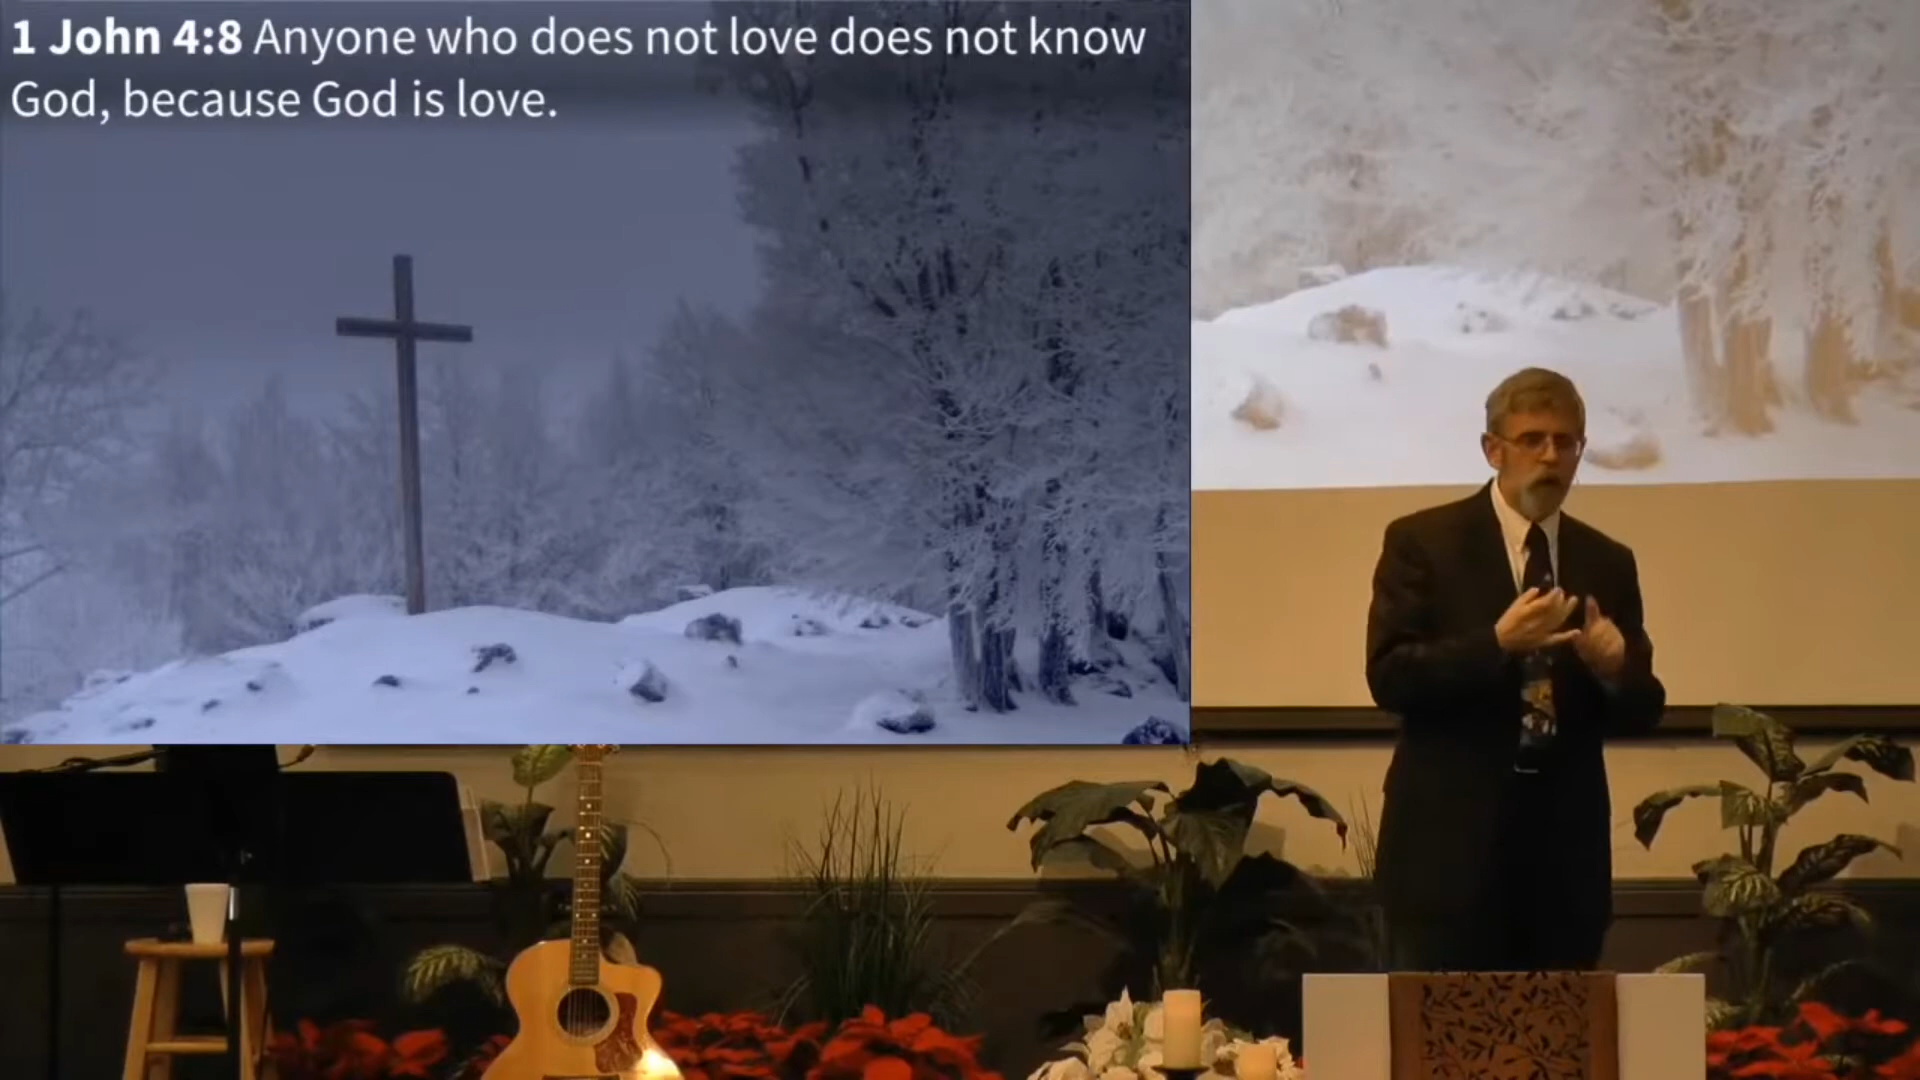 1 John 4:8 Anyone who does not love does not know
God, because God is love.